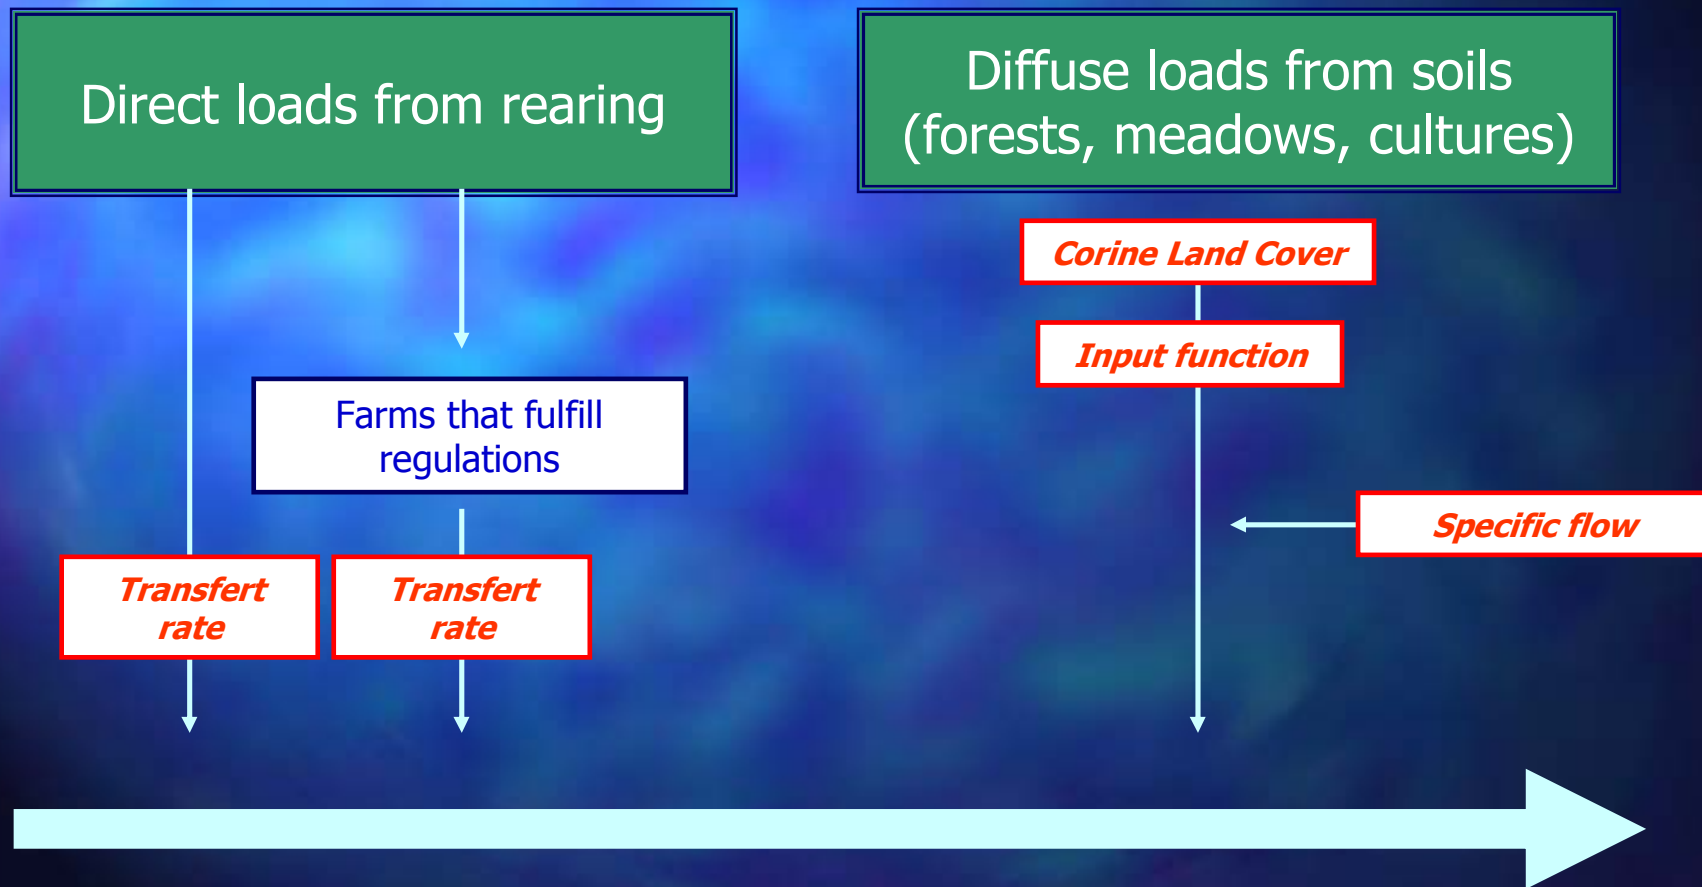 Direct loads from rearing
Diffuse loads from soils
(forests, meadows, cultures)
Corine Land Cover
Input function
Farms that fulfill
regulations
Specific flow
Transfert
rate
Transfert
rate